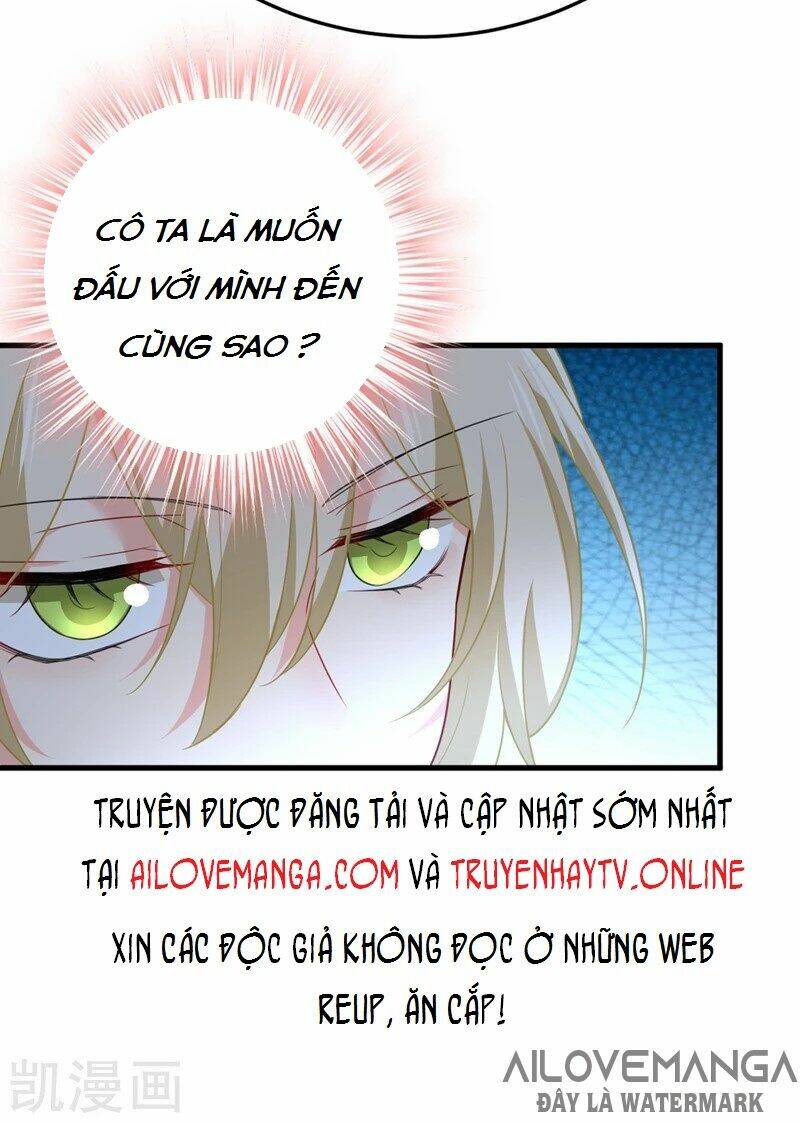 CÔ TA LÀ MUỐN
ĐẤU VỚI MÌNH ĐẾN
CÙNG SAO ?
TRUYỆN ĐƯỢC ĐĂNG TẢI VÀ CẬP NHẬT SỚM NHẤT
TẠI AILOVEMANGA.COM VÀ TRUYENHAYTV.ONLINE
XIN CÁC ĐỘC GIẢ KHÔNG ĐỌC Ở NHỮNG WEB
REUP, ĂN CẮP!
凯漫画
AILOVEMANGA
ĐÂY LÀ WATERMARK